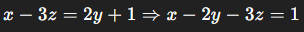 x − 3z = 2y + 1 ⇒ x − 2y − 3z = 1